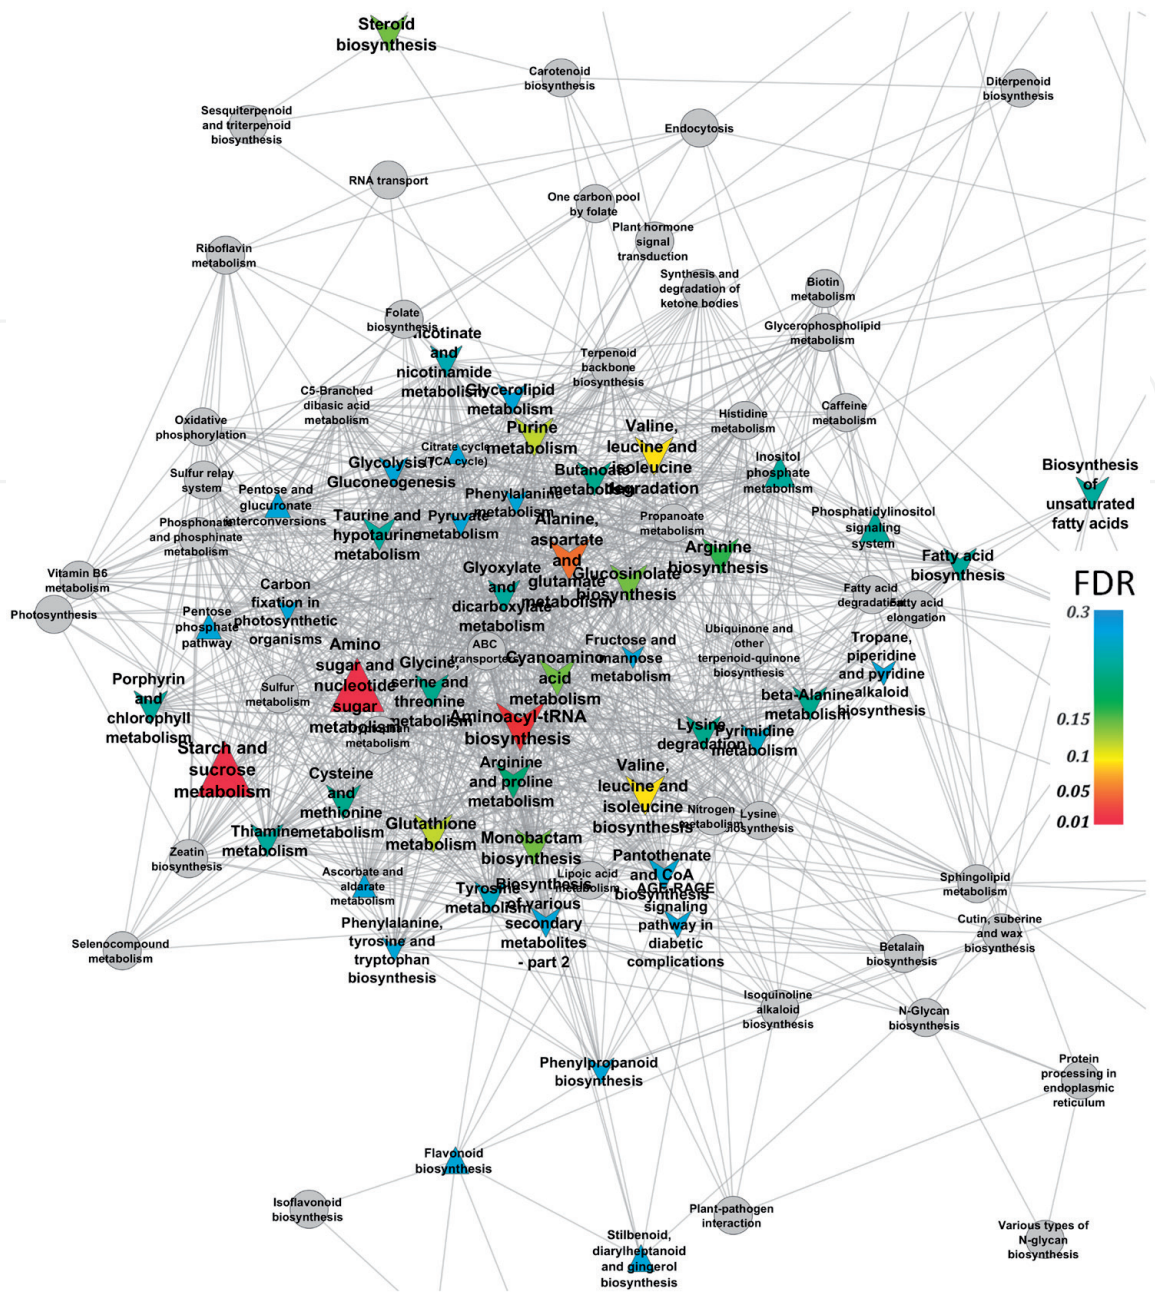 Steroid
biosynthesis
Carotenoid
biosynthesis
Diterpenoid
biosynthesis
Sesquiterpenoid
and triterpenoid
biosynthesis
Endocytosis
RNA transport
One carbon pool
by folate
Plant hormone
signal
transduction
Riboflavin
metabolism
Synthesis and
degradation of
ketone bodies
Biotin
metabolism
Folate
biosynthesis
Glycerophospholipid
metabolism
and
nicotinamide
metabolism
Terpenoid
backbone
biosynthesis
Glycerolipid
metabolism
C5-Branched
dibasic acid
metabolism
Oxidative
phosphorylation
Purine
metabolism
Valine,
leucine and
isoleucine
degradation
Histidine
metabolism
Caffeine
metabolism
Citrate cycle
(TCA cycle)
Glycolysis /
Gluconeogenesis
Butanoate
metabolism
Inositol
phosphate
metabolism
Biosynthesis
of
unsaturated
fatty acids
Sulfur relay
system
Pentose and
glucuronate
interconversions
Phenylalanine
metabolism
Taurine and
hypotaurine
metabolism
Pyruvate
metabolism
Alanine,
aspartate
and
glutamate
metabolism
Propanoate
metabolism
Phosphatidylinositol
signaling
system
Phosphonate
and phosphinate
metabolism
Arginine
biosynthesis
Fatty acid
biosynthesis
Vitamin B6
metabolism
Glyoxylate
and
dicarboxylate
metabolism
Glucosinolate
biosynthesis
Fatty acid
degradation
Fatty acid
elongation
FDR
0.3
0.15
0.1
0.05
0.01
Photosynthesis
Carbon
fixation in
photosynthetic
organisms
Pentose
phosphate
pathway
ABC
transporters
Fructose and
mannose
metabolism
Ubiquinone and
other
terpenoid-quinone
biosynthesis
Tropane,
piperidine
and pyridine
alkaloid
biosynthesis
Amino
sugar and
nucleotide
sugar
metabolism
Glycine,
serine and
threonine
metabolism
Cyanoamino
acid
metabolism
Porphyrin
and
chlorophyll
metabolism
Sulfur
metabolism
beta-Alanine
metabolism
metabolism
Aminoacyl-tRNA
biosynthesis
Lysine
degradation
Pyrimidine
metabolism
Starch and
sucrose
metabolism
Cysteine
and
methionine
metabolism
Arginine
and proline
metabolism
Valine,
leucine and
isoleucine
biosynthesis
Nitrogen
metabolism
Lysine
biosynthesis
Thiamine
metabolism
Glutathione
metabolism
Monobactam
biosynthesis
Zeatin
biosynthesis
Pantothenate
and CoA
biosynthesis
Lipoic acid
metabolism
Ascorbate and
aldarate
metabolism
Tyrosine
metabolism
Biosynthesis
of various
secondary
metabolites
- part 2
AGE-RAGE
signaling
pathway in
diabetic
complications
Sphingolipid
metabolism
Cutin, suberine
and wax
biosynthesis
Phenylalanine,
tyrosine and
tryptophan
biosynthesis
Selenocompound
metabolism
Betalain
biosynthesis
Isoquinoline
alkaloid
biosynthesis
N-Glycan
biosynthesis
Phenylpropanoid
biosynthesis
Protein
processing in
endoplasmic
reticulum
Flavonoid
biosynthesis
Isoflavonoid
biosynthesis
Plant-pathogen
interaction
Various types of
N-glycan
biosynthesis
Stilbenoid,
diarylheptanoid
and gingerol
biosynthesis